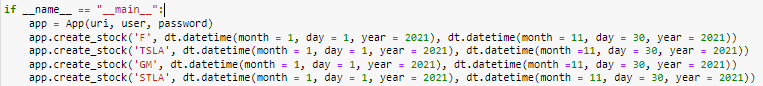 if __name__ == "__main__":
    app = App(uri, user, password)
    app.create_stock('F', dt.datetime(month = 1, day = 1, year = 2021), dt.datetime(month = 11, day = 30, year = 2021))
    app.create_stock('TSLA', dt.datetime(month = 1, day = 1, year = 2021), dt.datetime(month =11, day = 30, year = 2021))
    app.create_stock('GM', dt.datetime(month = 1, day = 1, year = 2021), dt.datetime(month =11, day = 30, year = 2021))
    app.create_stock('STLA', dt.datetime(month = 1, day = 1, year = 2021), dt.datetime(month = 11, day = 30, year = 2021))